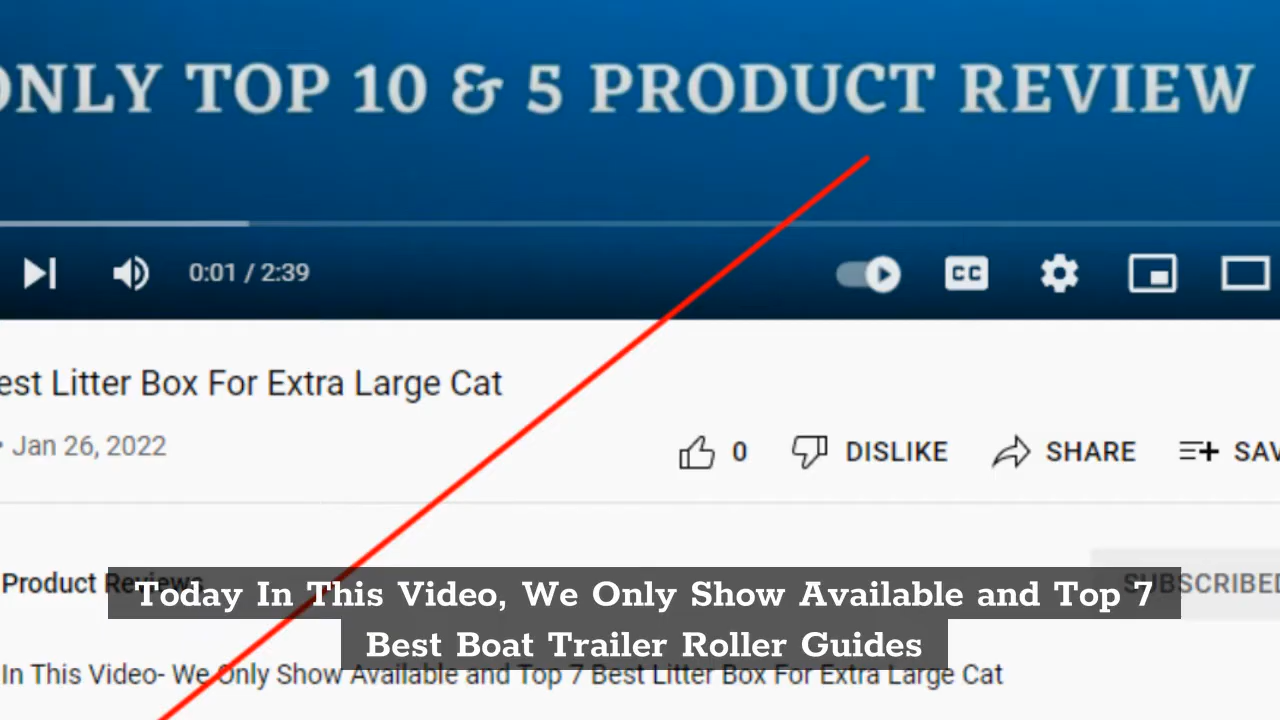 ONLY TOP 10 & 5 PRODUCT REVIEW
0:01 / 2:39
CC
est Litter Box For Extra Large Cat
• Jan 26, 2022
0 DISLIKE SHARE SAV
Product Reviews
SUBSCRIBED
Today In This Video, We Only Show Available and Top 7
Best Boat Trailer Roller Guides
In This Video- We Only Show Available and Top 7 Best Litter Box For Extra Large Cat